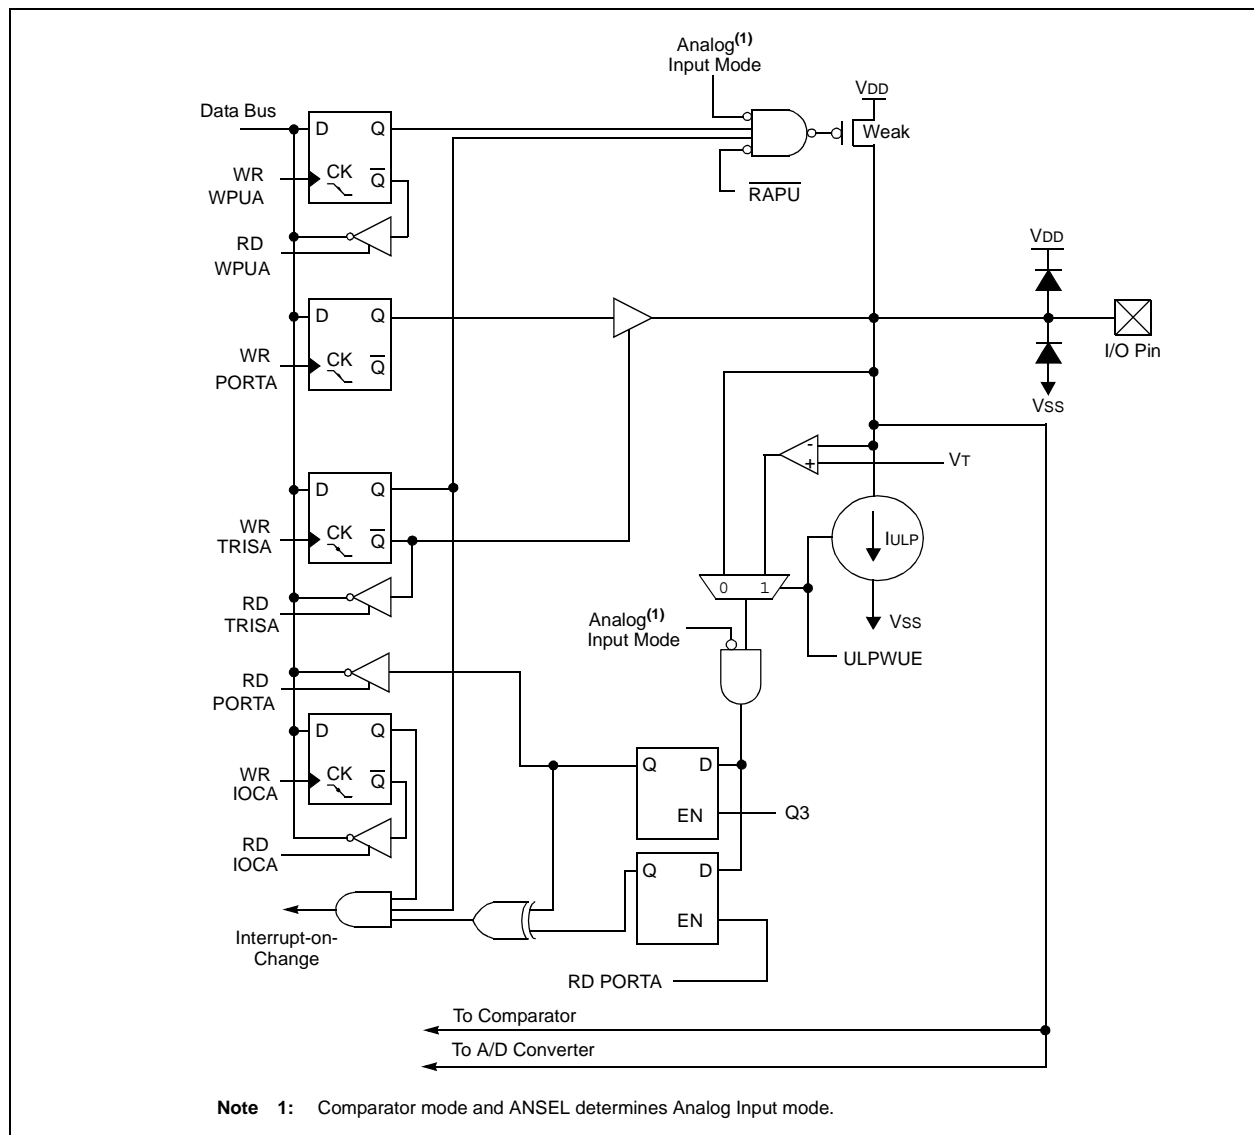 Analog(1)
Input Mode
VDD
Data Bus
D Q
Weak
WR
WPUA
CK Q
RAPU
RD
WPUA
VDD
D Q
WR
PORTA
CK Q
I/O Pin
VSS
-
+
VT
D Q
WR
TRISA
CK Q
IULP
0 1
RD
TRISA
Analog(1)
Input Mode
VSS
ULPWUE
RD
PORTA
D Q
WR
IOCA
CK Q
Q D
EN
Q3
RD
IOCA
Q D
EN
Interrupt-on-
Change
RD PORTA
To Comparator
To A/D Converter
Note 1: Comparator mode and ANSEL determines Analog Input mode.